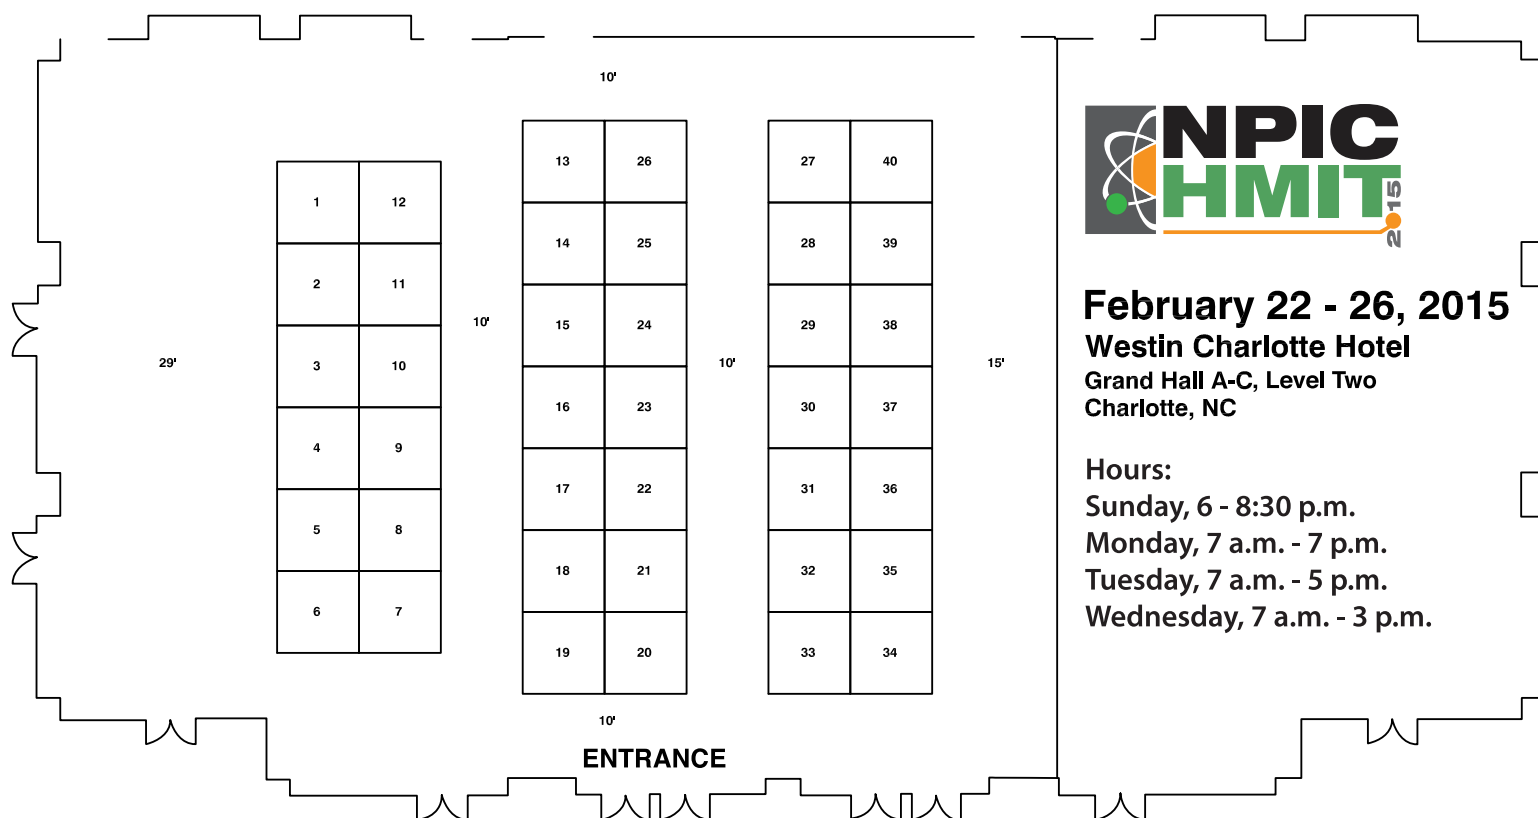 10'
13 26 27 40
1 12
14 25 28 39
2 11
10'
15 24 29 38
29'
3 10
10'
15'
16 23 30 37
4 9
17 22 31 36
5 8
18 21 32 35
6 7
19 20 33 34
10'
ENTRANCE
NPIC
HMIT
2015
February 22 - 26, 2015
Westin Charlotte Hotel
Grand Hall A-C, Level Two
Charlotte, NC
Hours:
Sunday, 6 - 8:30 p.m.
Monday, 7 a.m. - 7 p.m.
Tuesday, 7 a.m. - 5 p.m.
Wednesday, 7 a.m. - 3 p.m.